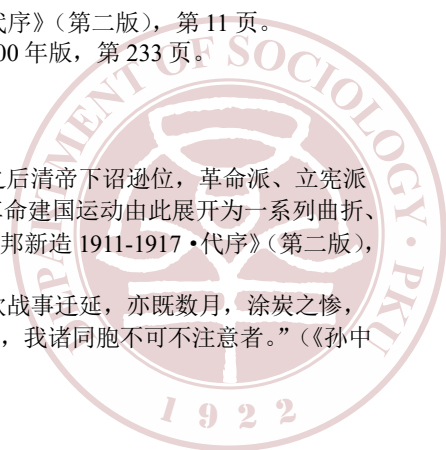 代序》（第二版），第 11 页。
00 年版，第 233 页。
之后清帝下诏逊位，革命派、立宪派
革命建国运动由此展开为一系列曲折、
邦新造 1911-1917 •代序》（第二版），
次战事迁延，亦既数月，涂炭之惨，
，我诸同胞不可不注意者。”（《孙中
DEPARTMENT OF SOCIOLOGY · PKU
1922